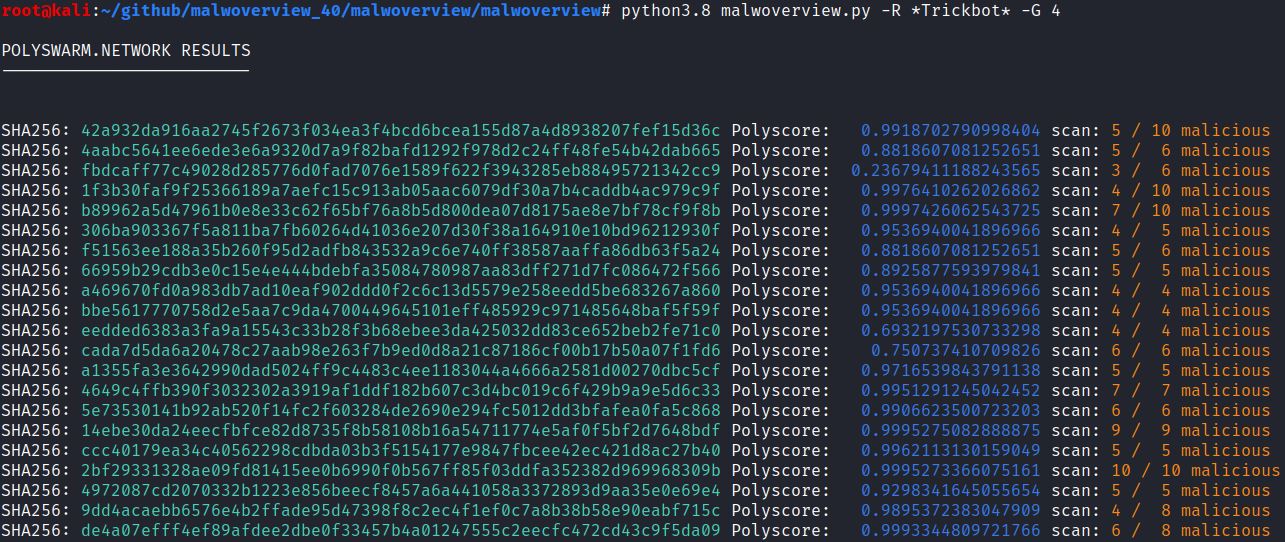 root@kali:~/github/malwoverview_40/malwoverview/malwoverview# python3.8 malwoverview.py -R *Trickbot* -G 4
POLYSWARM.NETWORK RESULTS
SHA256: 42a932da916aa2745f2673f034ea3f4bcd6bcea155d87a4d8938207fef15d36c Polyscore: 0.9918702790998404 scan: 5 / 10 malicious
SHA256: 4aabc5641ee6ede3e6a9320d7a9f82bafd1292f978d2c24ff48fe54b42dab665 Polyscore: 0.8818607081252651 scan: 5 / 6 malicious
SHA256: fbdcaff77c49028d285776d0fad7076e1589f622f3943285eb88495721342cc9 Polyscore: 0.23679411188243565 scan: 3 / 6 malicious
SHA256: 1f3b30faf9f25366189a7aefc15c913ab05aac6079df30a7b4caddb4ac979c9f Polyscore: 0.9976410262026862 scan: 4 / 10 malicious
SHA256: b89962a5d47961b0e8e33c62f65bf76a8b5d800dea07d8175ae8e7bf78cf9f8b Polyscore: 0.9997426062543725 scan: 7 / 10 malicious
SHA256: 306ba903367f5a811ba7fb60264d41036e207d30f38a164910e10bd96212930f Polyscore: 0.9536940041896966 scan: 4 / 5 malicious
SHA256: f51563ee188a35b260f95d2adfb843532a9c6e740ff38587aaffa86db63f5a24 Polyscore: 0.8818607081252651 scan: 5 / 6 malicious
SHA256: 66959b29cdb3e0c15e4e444bdebfa35084780987aa83dff271d7fc086472f566 Polyscore: 0.8925877593979841 scan: 5 / 5 malicious
SHA256: a469670fd0a983db7ad10eaf902ddd0f2c6c13d5579e258eedd5be683267a860 Polyscore: 0.9536940041896966 scan: 4 / 4 malicious
SHA256: bbe5617770758d2e5aa7c9da4700449645101eff485929c971485648baf5f59f Polyscore: 0.9536940041896966 scan: 4 / 4 malicious
SHA256: eedded6383a3fa9a15543c33b28f3b68ebee3da425032dd83ce652beb2fe71c0 Polyscore: 0.6932197530733298 scan: 4 / 4 malicious
SHA256: cada7d5da6a20478c27aab98e263f7b9ed0d8a21c87186cf00b17b50a07f1fd6 Polyscore: 0.750737410709826 scan: 6 / 6 malicious
SHA256: a1355fa3e3642990dad5024ff9c4483c4ee1183044a4666a2581d00270dbc5cf Polyscore: 0.9716539843791138 scan: 5 / 5 malicious
SHA256: 4649c4ffb390f3032302a3919af1ddf182b607c3d4bc019c6f429b9a9e5d6c33 Polyscore: 0.9951291245042452 scan: 7 / 7 malicious
SHA256: 5e73530141b92ab520f14fc2f603284de2690e294fc5012dd3bfafea0fa5c868 Polyscore: 0.9906623500723203 scan: 6 / 6 malicious
SHA256: 14ebe30da24eecfbfce82d8735f8b58108b16a54711774e5af0f5bf2d7648bdf Polyscore: 0.9995275082888875 scan: 9 / 9 malicious
SHA256: ccc40179ea34c40562298cdbda03b3f5154177e9847fbcee42ec421d8ac27b40 Polyscore: 0.9962113130159049 scan: 5 / 5 malicious
SHA256: 2bf29331328ae09fd81415ee0b6990f0b567ff85f03ddfa352382d969968309b Polyscore: 0.9995273366075161 scan: 10 / 10 malicious
SHA256: 4972087cd2070332b1223e856beecf8457a6a441058a3372893d9aa35e0e69e4 Polyscore: 0.9298341645055654 scan: 5 / 5 malicious
SHA256: 9dd4acaebb6576e4b2ffade95d47398f8c2ec4f1ef0c7a8b38b58e90eabf715c Polyscore: 0.9895372383047909 scan: 4 / 8 malicious
SHA256: de4a07efff4ef89afdee2dbe0f33457b4a01247555c2eecfc472cd43c9f5da09 Polyscore: 0.9993344809721766 scan: 6 / 8 malicious